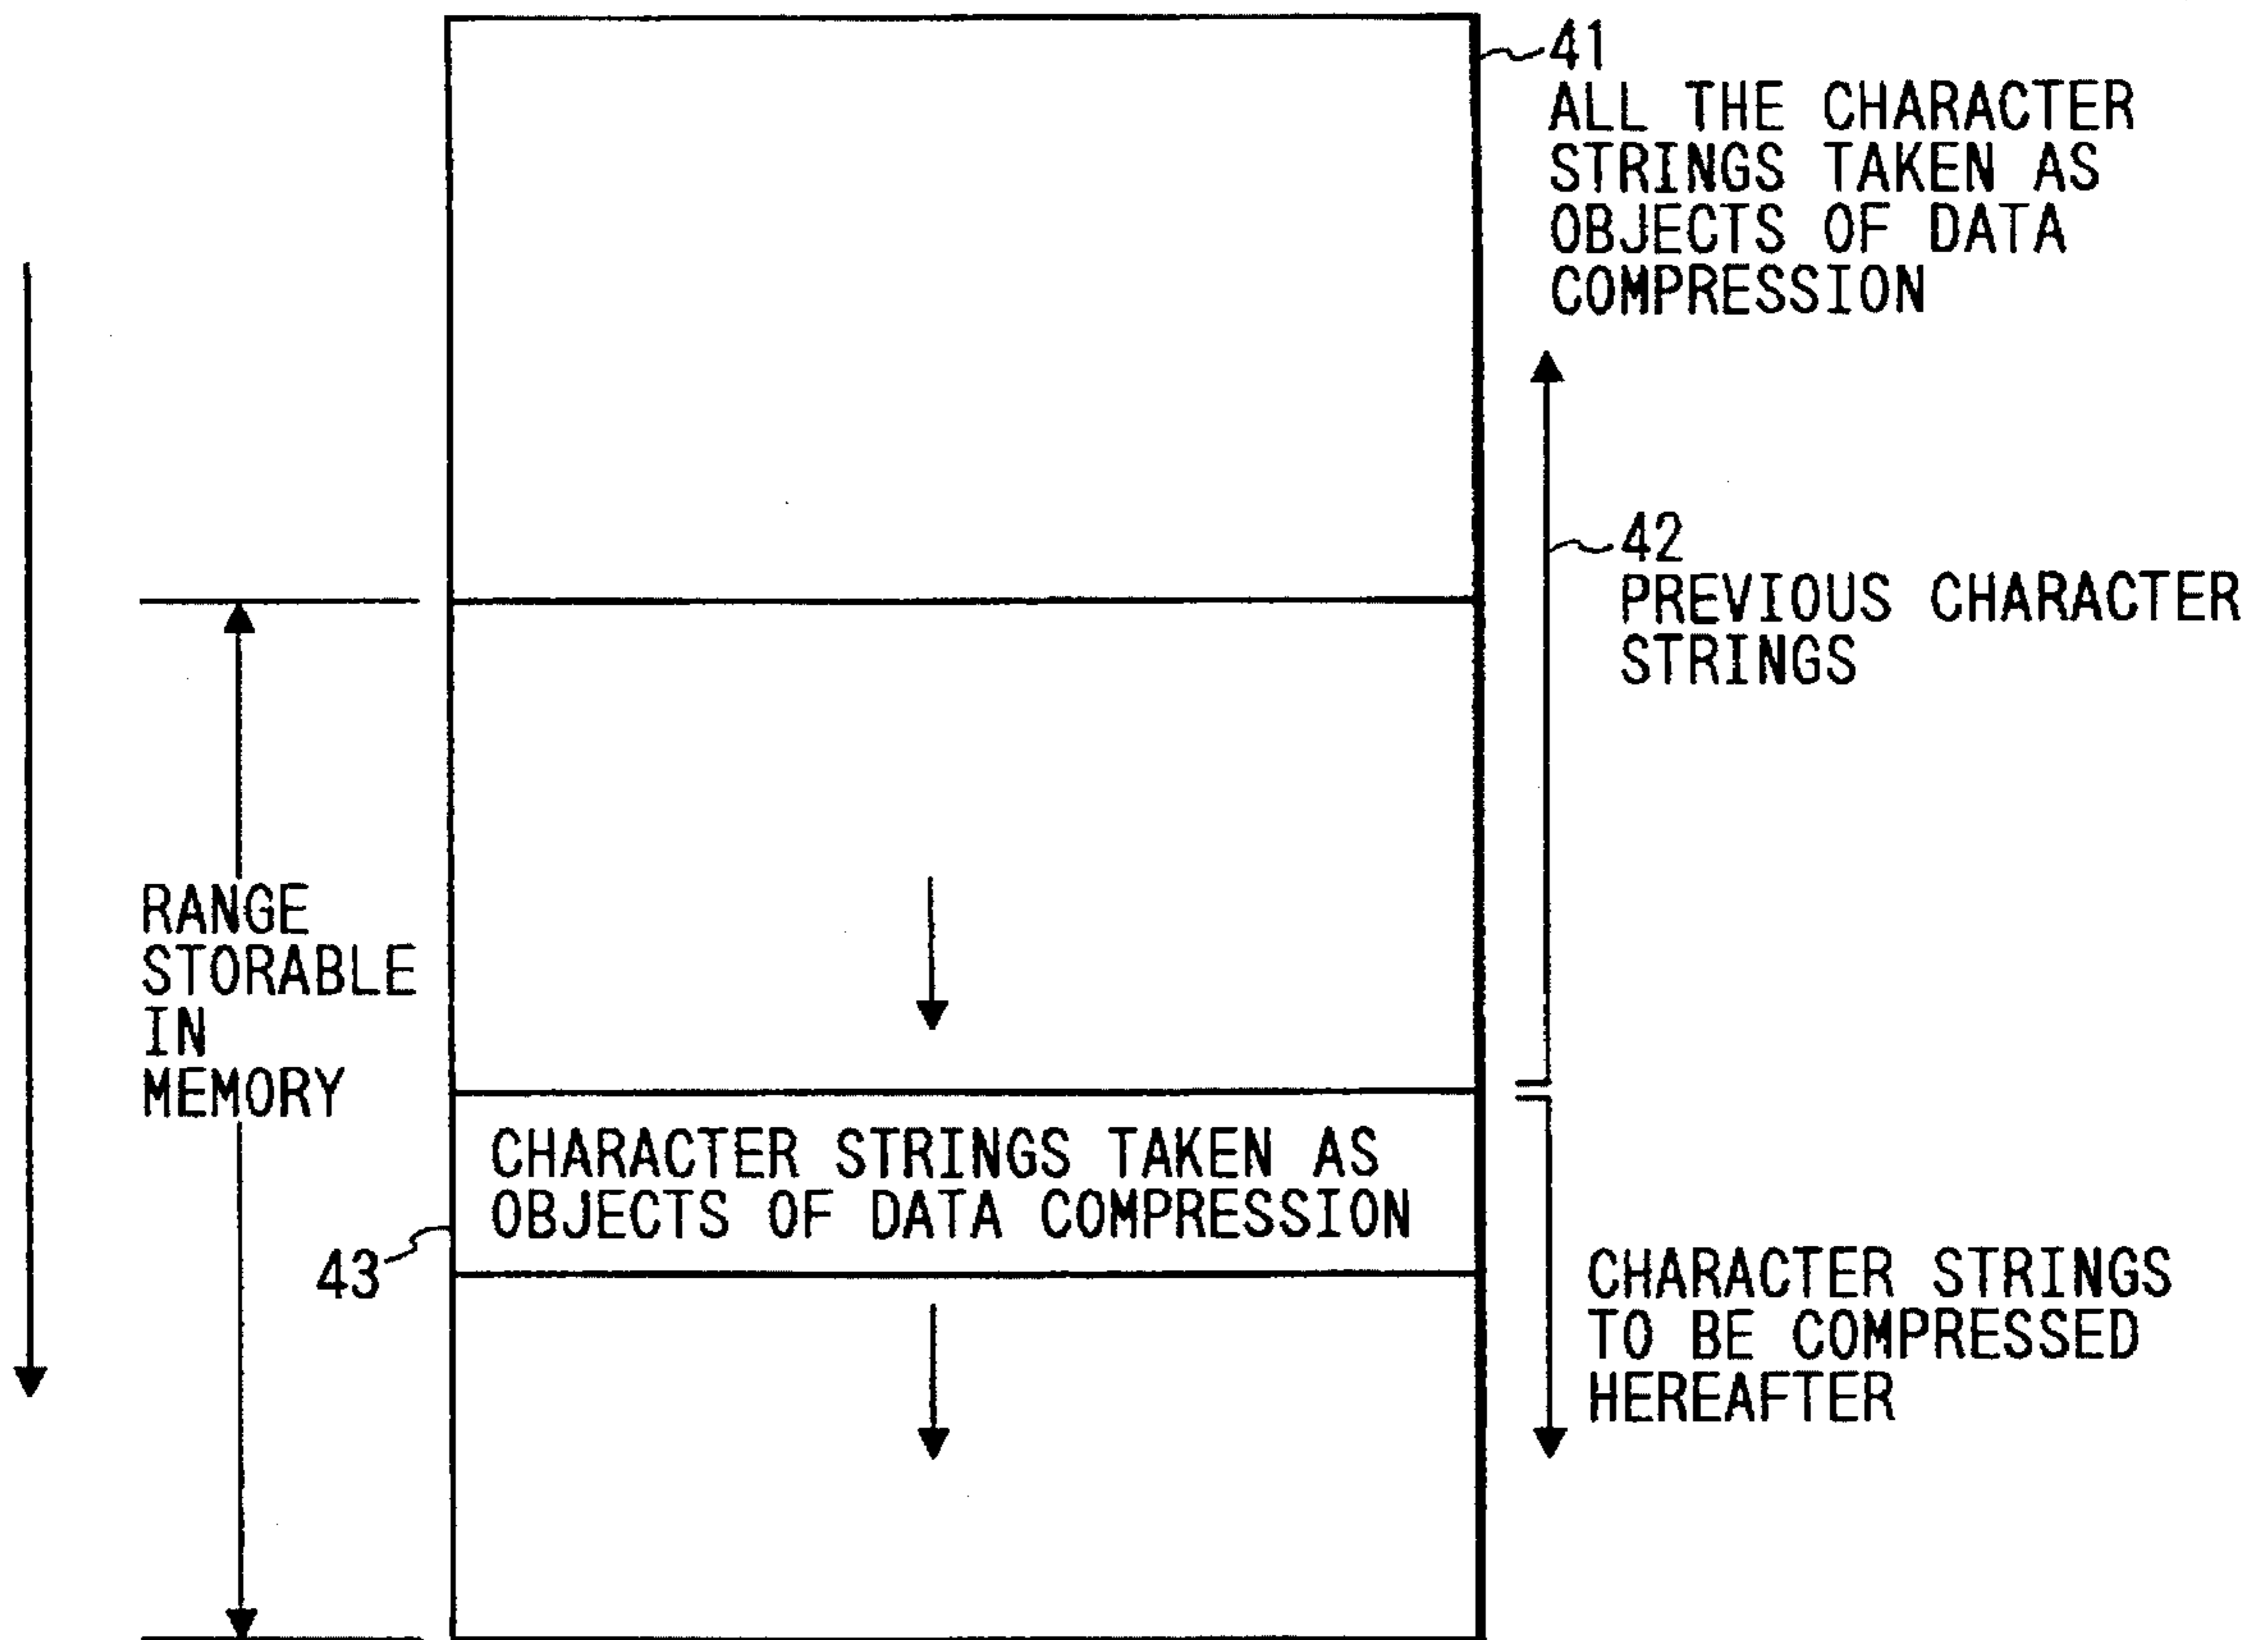 41
ALL THE CHARACTER
STRINGS TAKEN AS
OBJECTS OF DATA
COMPRESSION
42
PREVIOUS CHARACTER
STRINGS
RANGE
STORABLE
IN
MEMORY
CHARACTER STRINGS TAKEN AS
OBJECTS OF DATA COMPRESSION
43
CHARACTER STRINGS
TO BE COMPRESSED
HEREAFTER